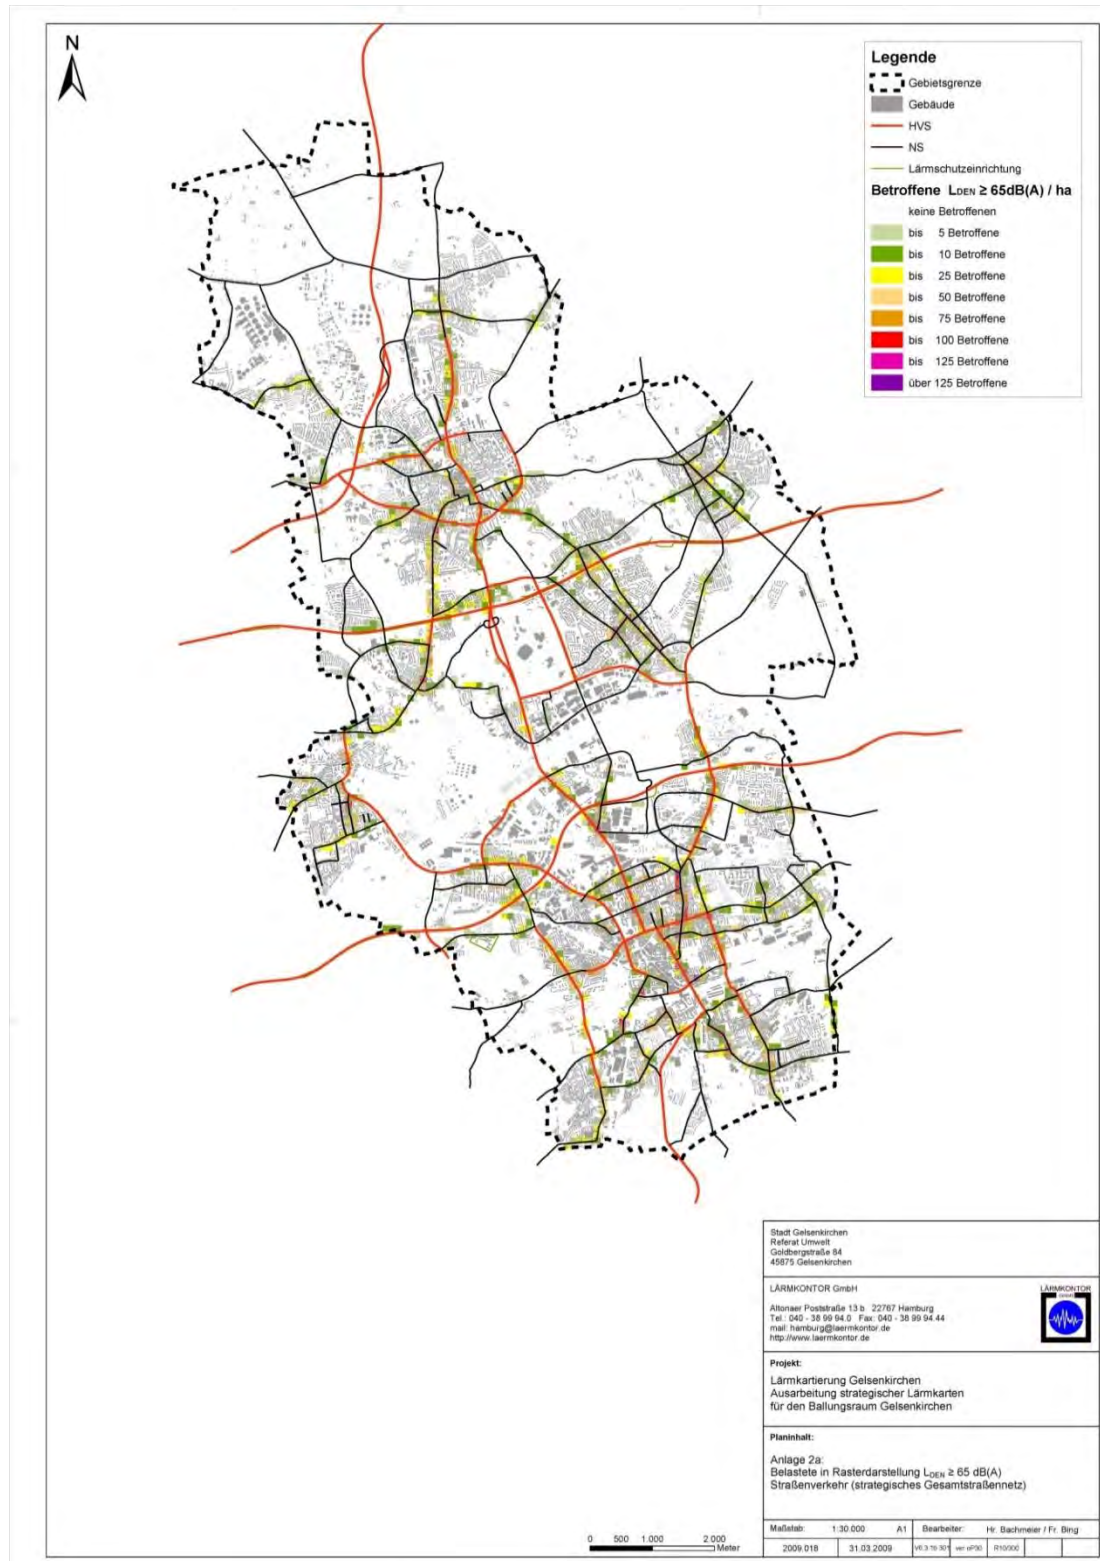 N
Legende
Gebietsgrenze
Gebäude
HVS
NS
Lärmschutzeinrichtung
Betroffene LDEN ≥ 65dB(A) / ha
keine Betroffenen
bis 5 Betroffene
bis 10 Betroffene
bis 25 Betroffene
bis 50 Betroffene
bis 75 Betroffene
bis 100 Betroffene
bis 125 Betroffene
über 125 Betroffene
Stadt Gelsenkirchen
Referat Umwelt
Goldbergstraße 84
45875 Gelsenkirchen
LÄRMKONTOR GmbH
Altonaer Poststraße 13 b 22767 Hamburg
Tel.: 040 - 38 99 94.0 Fax: 040 - 38 99 94.44
mail: hamburg@laermkontor.de
http://www.laermkontor.de
LÄRMKONTOR
Projekt:
Lärmkartierung Gelsenkirchen
Ausarbeitung strategischer Lärmkarten
für den Ballungsraum Gelsenkirchen
Planinhalt:
Anlage 2a:
Belastete in Rasterdarstellung LDEN ≥ 65 dB(A)
Straßenverkehr (strategisches Gesamtstraßennetz)
Maßstab: 1:30.000 A1 Bearbeiter: Hr. Bachmeier / Fr. Bing
2009.018 31.03.2009
0 500 1.000 2.000
Meter